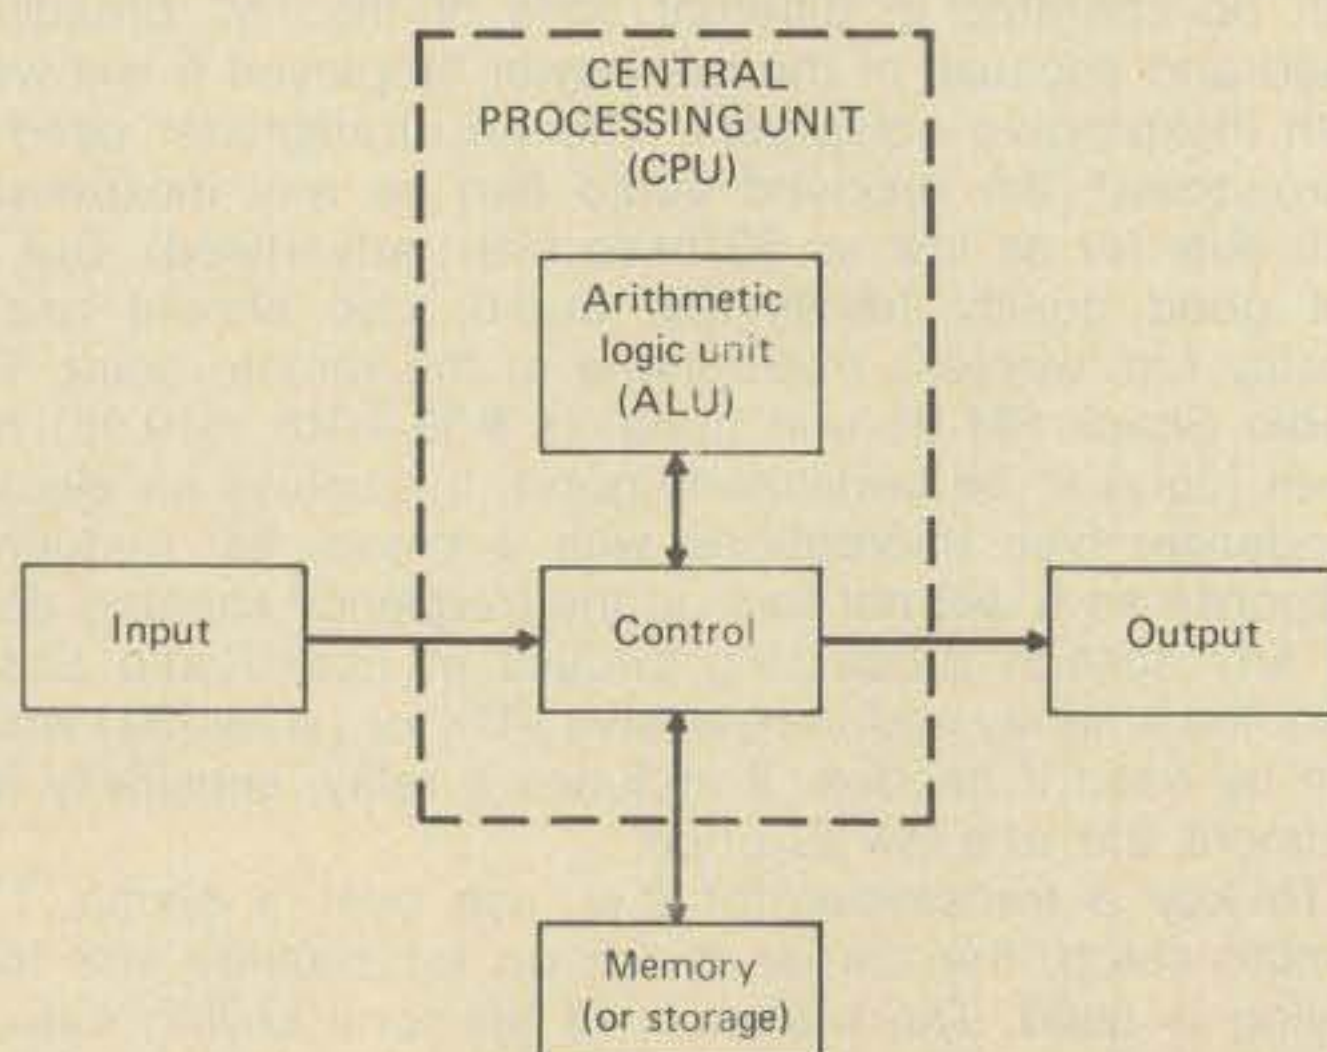 CENTRAL
PROCESSING UNIT
(CPU)
Arithmetic
logic unit
(ALU)
Input
Control
Output
Memory
(or storage)